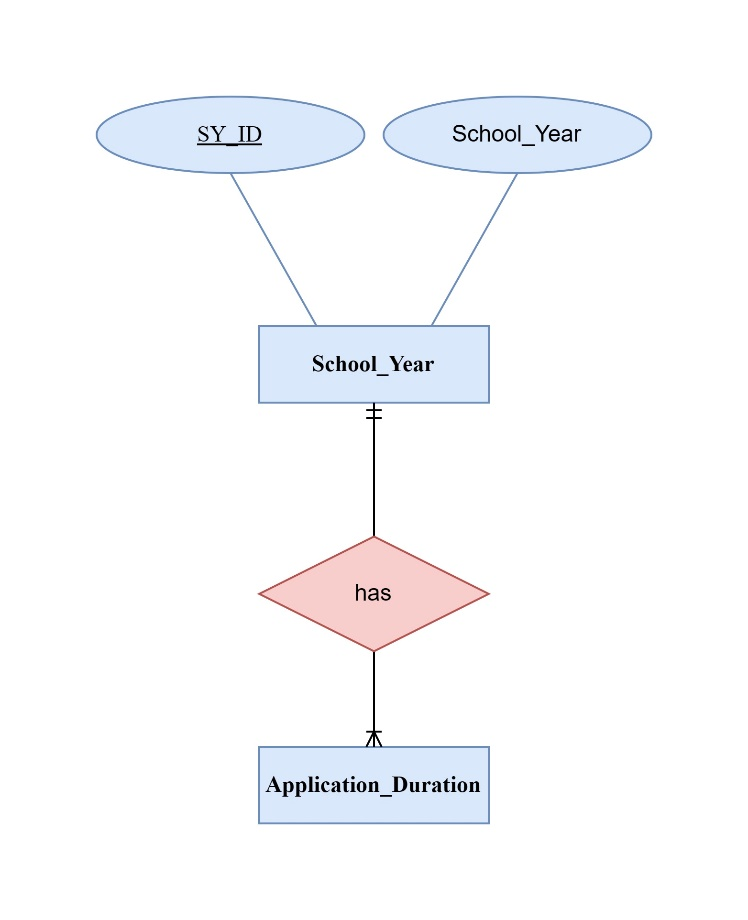 SY_ID
School_Year
School_Year
has
Application_Duration